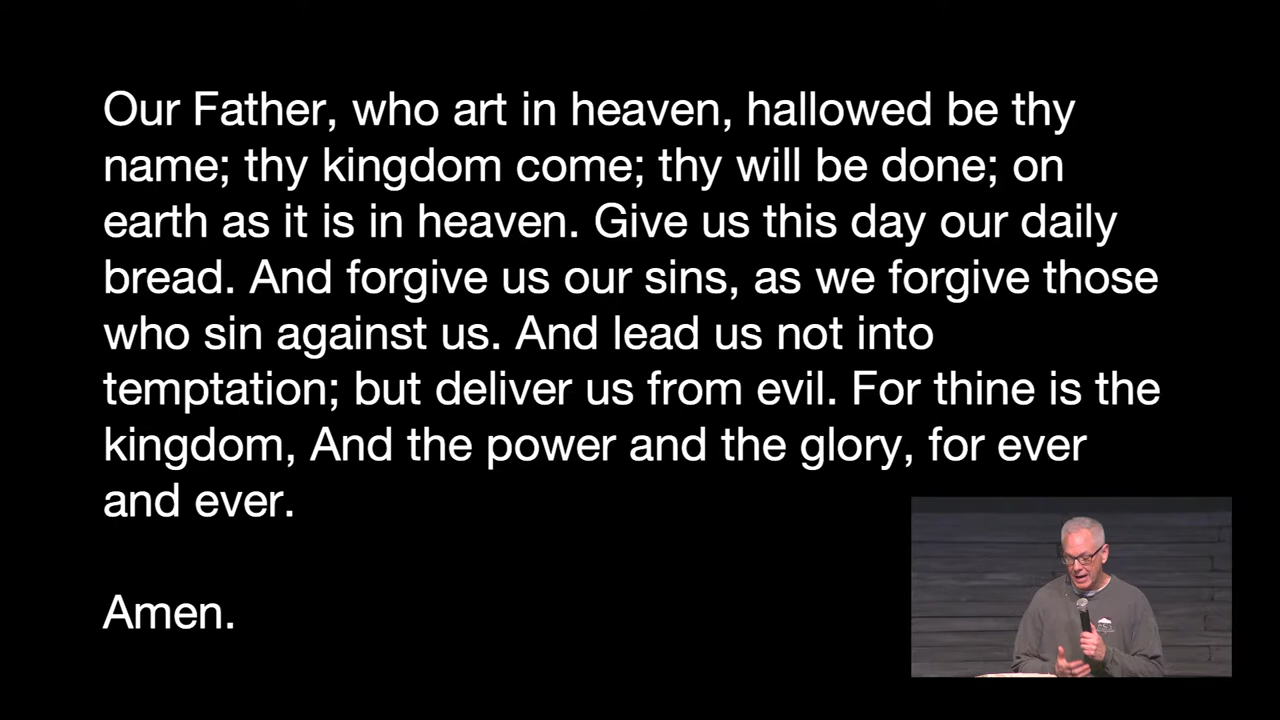 Our Father, who art in heaven, hallowed be thy
name; thy kingdom come; thy will be done; on
earth as it is in heaven. Give us this day our daily
bread. And forgive us our sins, as we forgive those
who sin against us. And lead us not into
temptation; but deliver us from evil. For thine is the
kingdom, And the power and the glory, for ever
and ever.
Amen.